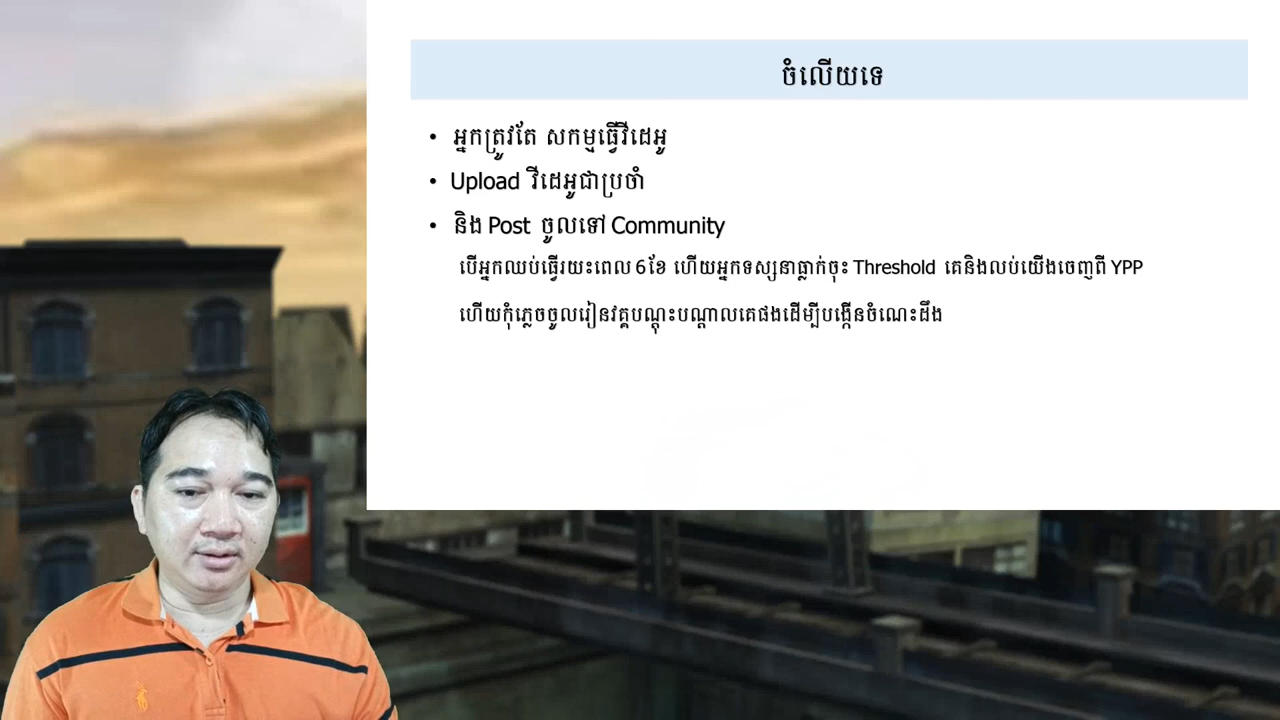 ចំលើយទេ
• អ្នកត្រូវតែ សកម្មធ្វើវីដេអូ
• Upload វីដេអូជាប្រចាំ
• និង Post ចូលទៅ Community
បើអ្នកឈប់ធ្វើរយះពេល 6 ខែ ហើយអ្នកទស្សនាធ្លាក់ចុះ Threshold គេនិងលប់យើងចេញពី YPP
ហើយកុំភ្លេចចូលរៀនវគ្គបណ្តុះបណ្តាលគេផងដើម្បីបង្កើនចំណេះដឹង